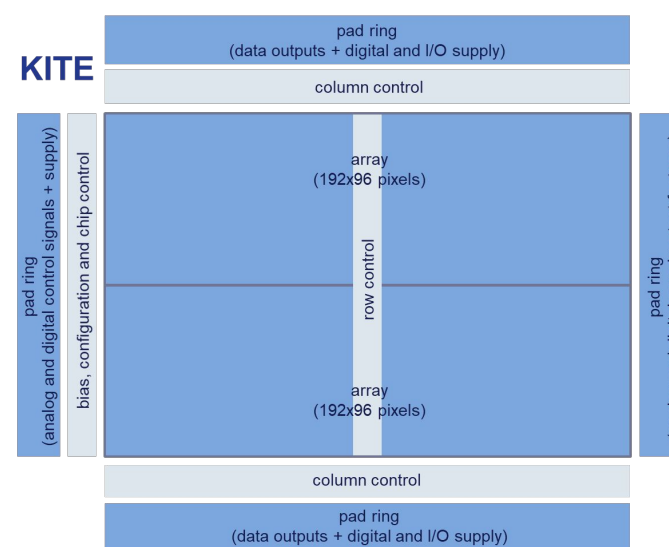 pad ring
(data outputs + digital and I/O supply)
KITE
column control
pad ring
(analog and digital control signals + supply)
bias, configuration and chip control
array
(192x96 pixels)
row control
array
(192x96 pixels)
pad ring
column control
pad ring
(data outputs + digital and I/O supply)